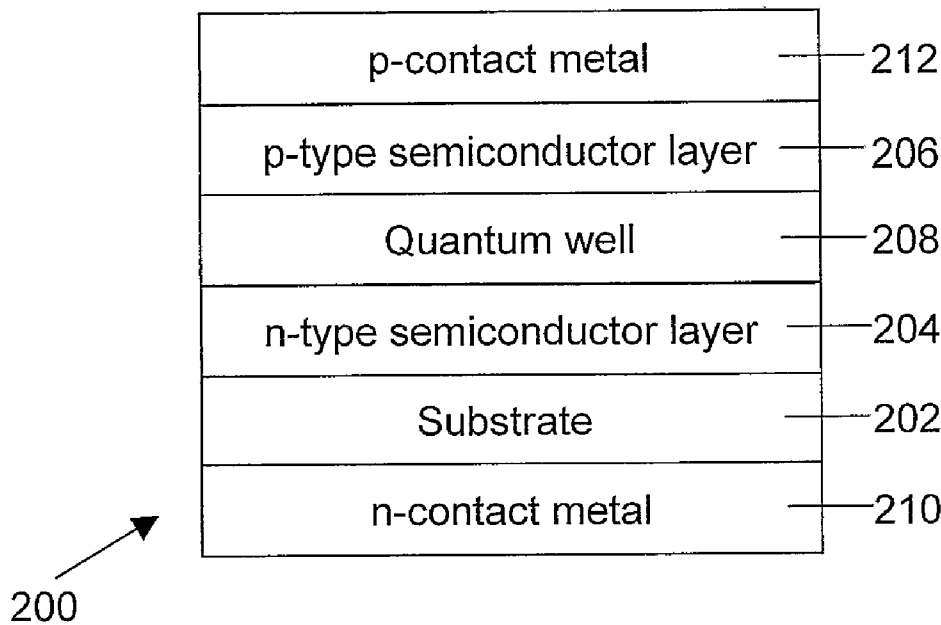 p-contact metal 212
p-type semiconductor layer 206
Quantum well 208
n-type semiconductor layer 204
Substrate 202
n-contact metal 210
200